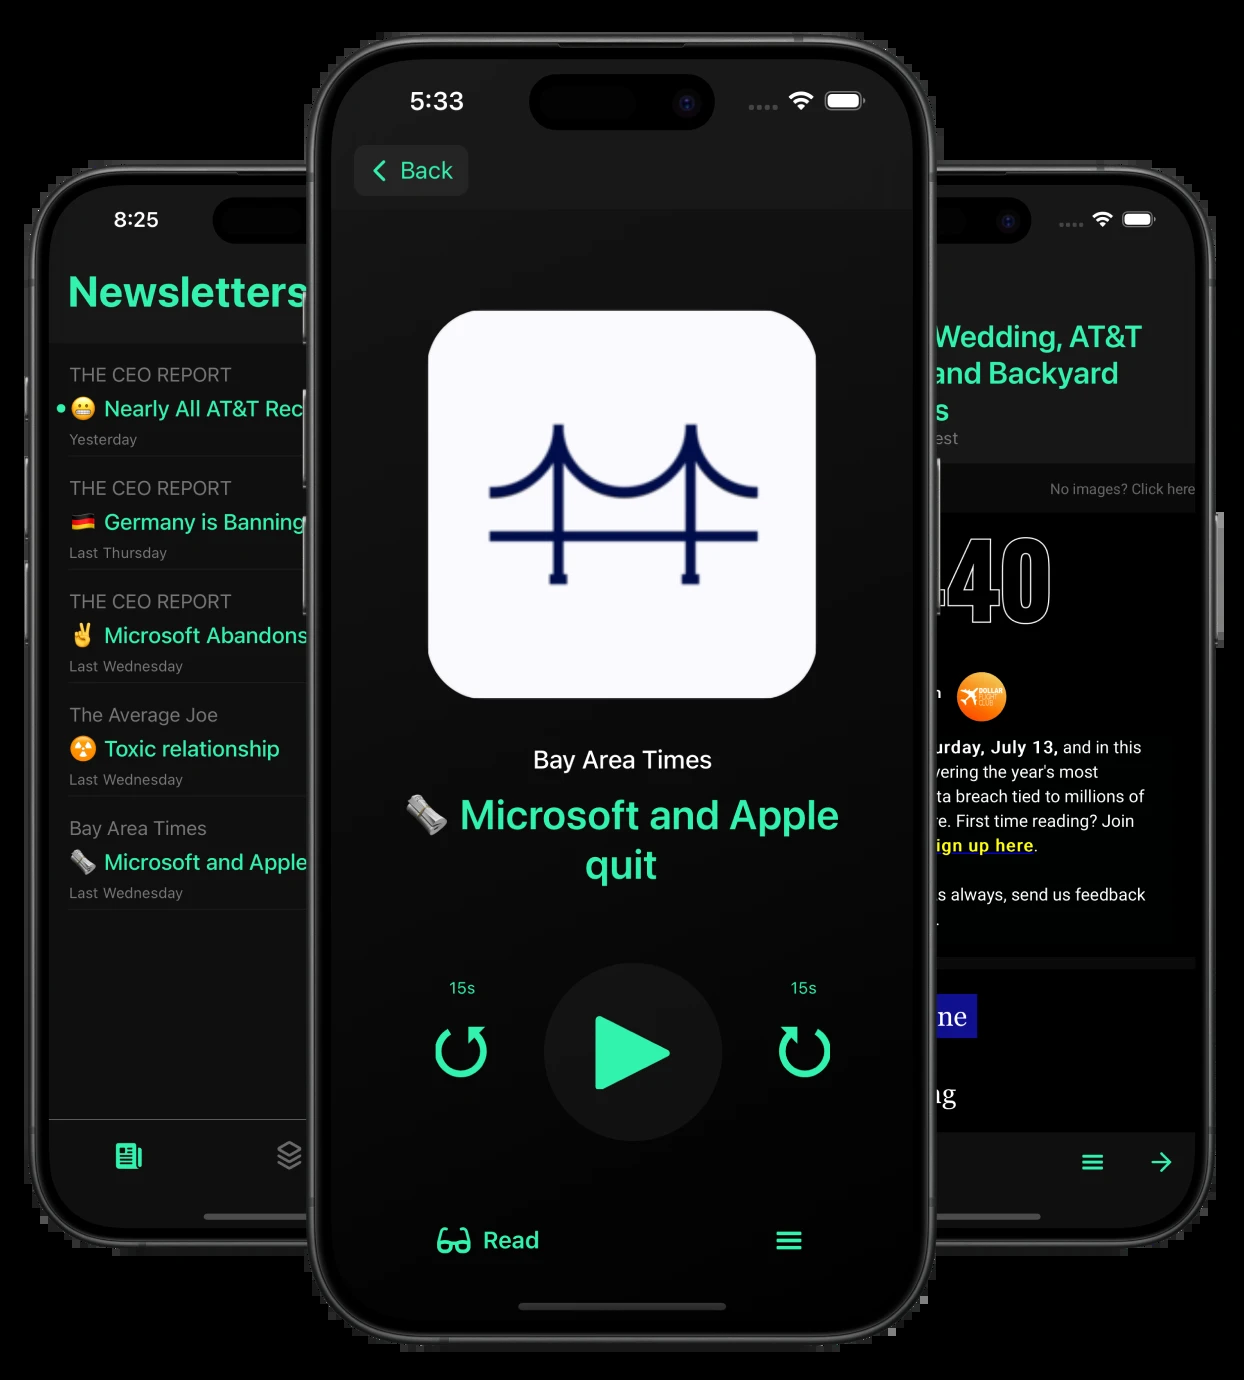 8:25
Newsletters
THE CEO REPORT
😬 Nearly All AT&T Rec
Yesterday
THE CEO REPORT
🇩🇪 Germany is Banning
Last Thursday
THE CEO REPORT
✌️ Microsoft Abandons
Last Wednesday
The Average Joe
☢️ Toxic relationship
Last Wednesday
Bay Area Times
🗞️ Microsoft and Apple
Last Wednesday
5:33
Back
Bay Area Times
🗞️ Microsoft and Apple
quit
15s
15s
Read
Wedding, AT&T
and Backyard
s
est
No images? Click here
40
DOLLAR
FLIGHT
CLUB
urday, July 13, and in this
vering the year's most
ta breach tied to millions of
re. First time reading? Join
ign up here.
s always, send us feedback
.
ne
ng